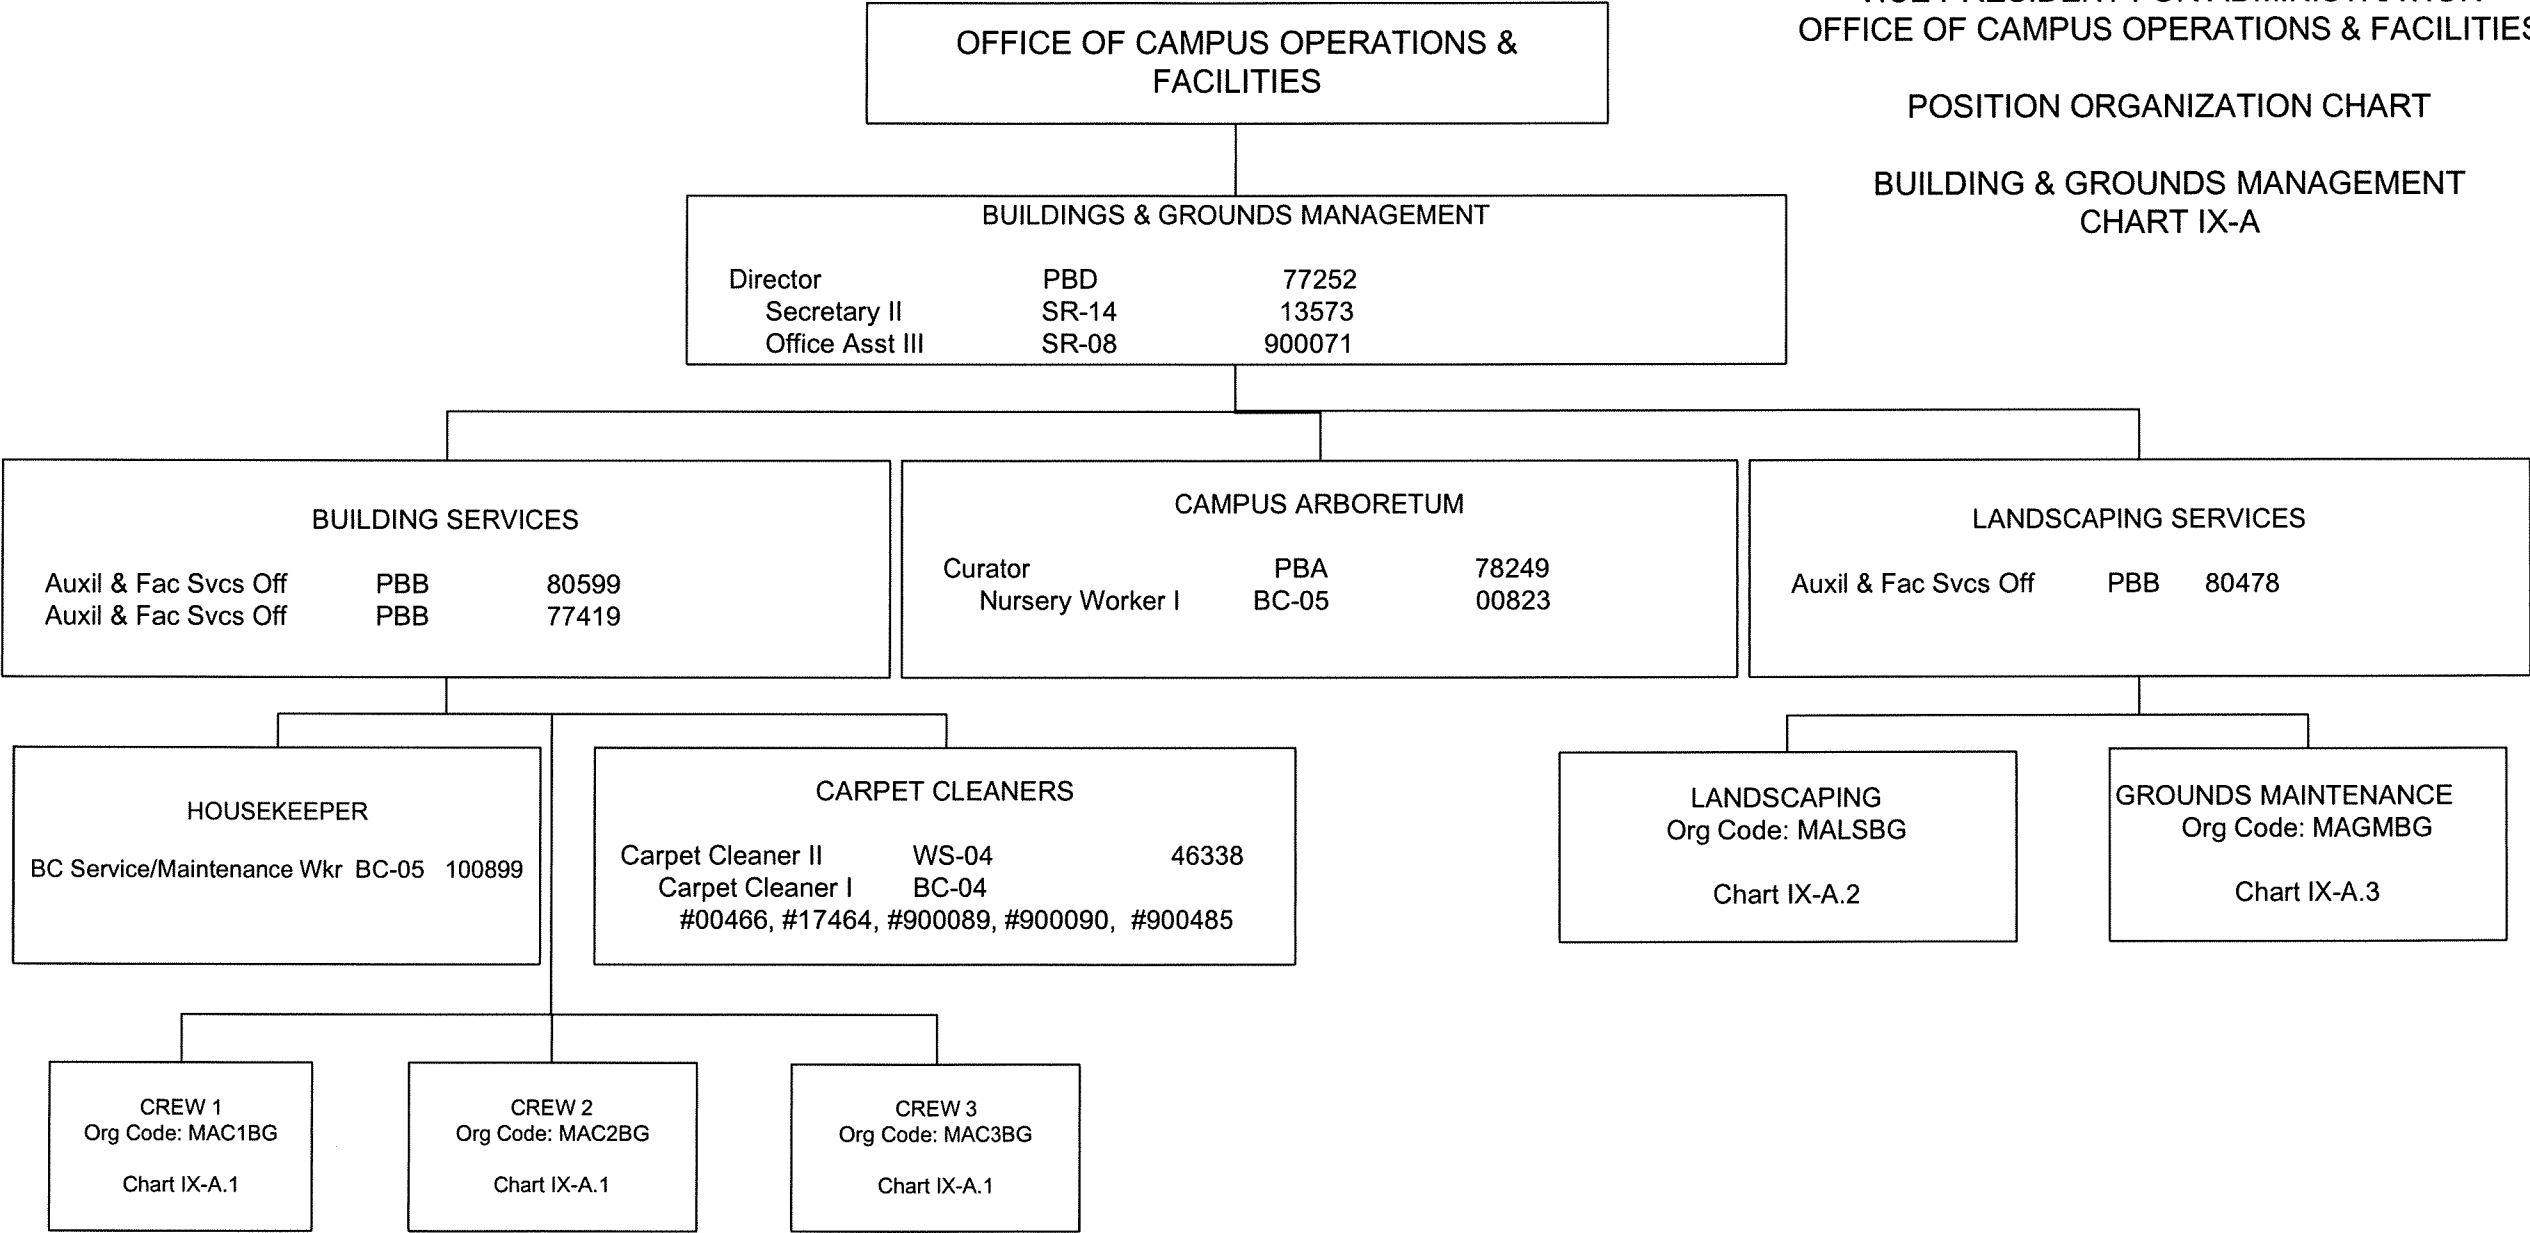 OFFICE OF CAMPUS OPERATIONS & FACILITIES
POSITION ORGANIZATION CHART
BUILDING & GROUNDS MANAGEMENT
CHART IX-A
OFFICE OF CAMPUS OPERATIONS &
FACILITIES
BUILDINGS & GROUNDS MANAGEMENT
Director PBD 77252
Secretary II SR-14 13573
Office Asst III SR-08 900071
BUILDING SERVICES
Auxil & Fac Svcs Off PBB 80599
Auxil & Fac Svcs Off PBB 77419
CAMPUS ARBORETUM
Curator PBA 78249
Nursery Worker I BC-05 00823
LANDSCAPING SERVICES
Auxil & Fac Svcs Off PBB 80478
HOUSEKEEPER
BC Service/Maintenance Wkr BC-05 100899
CARPET CLEANERS
Carpet Cleaner II WS-04 46338
Carpet Cleaner I BC-04
#00466, #17464, #900089, #900090, #900485
LANDSCAPING
Org Code: MALSBG
Chart IX-A.2
GROUNDS MAINTENANCE
Org Code: MAGMBG
Chart IX-A.3
CREW 1
Org Code: MAC1BG
Chart IX-A.1
CREW 2
Org Code: MAC2BG
Chart IX-A.1
CREW 3
Org Code: MAC3BG
Chart IX-A.1